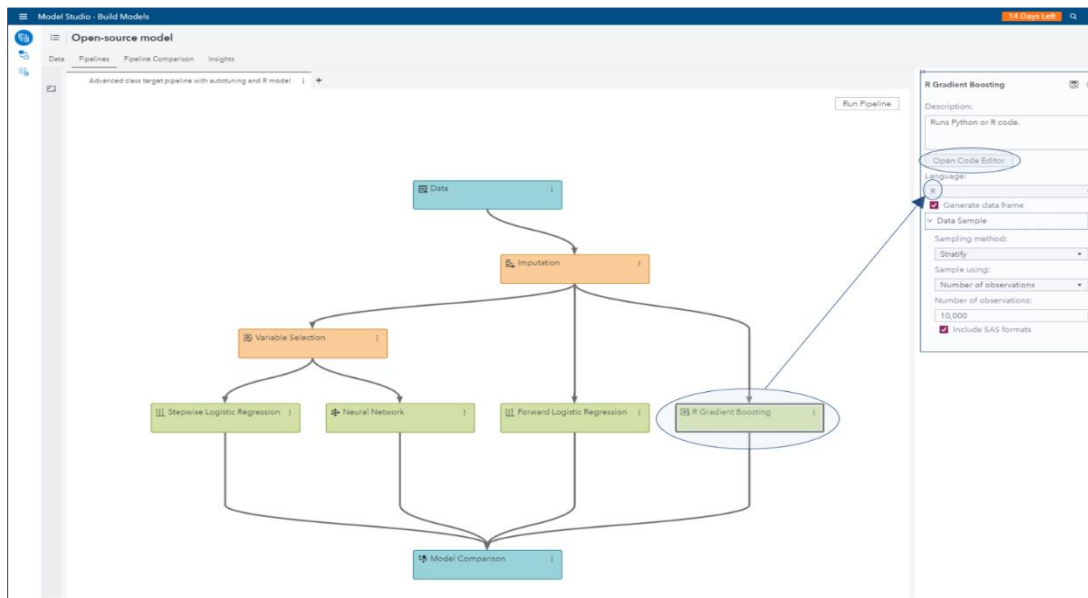 Model Studio - Build Models
14 Days Left
Open-source model
Data Pipelines Pipeline Comparison Insights
Advanced class target pipeline with autotuning and R model
Run Pipeline
Data
Imputation
Variable Selection
Stepwise Logistic Regression
Neural Network
Forward Logistic Regression
R Gradient Boosting
Model Comparison
R Gradient Boosting
Description:
Runs Python or R code.
Open Code Editor
Language:
R
Generate data frame
Data Sample
Sampling method:
Stratify
Sample using:
Number of observations
Number of observations:
10,000
Include SAS formats